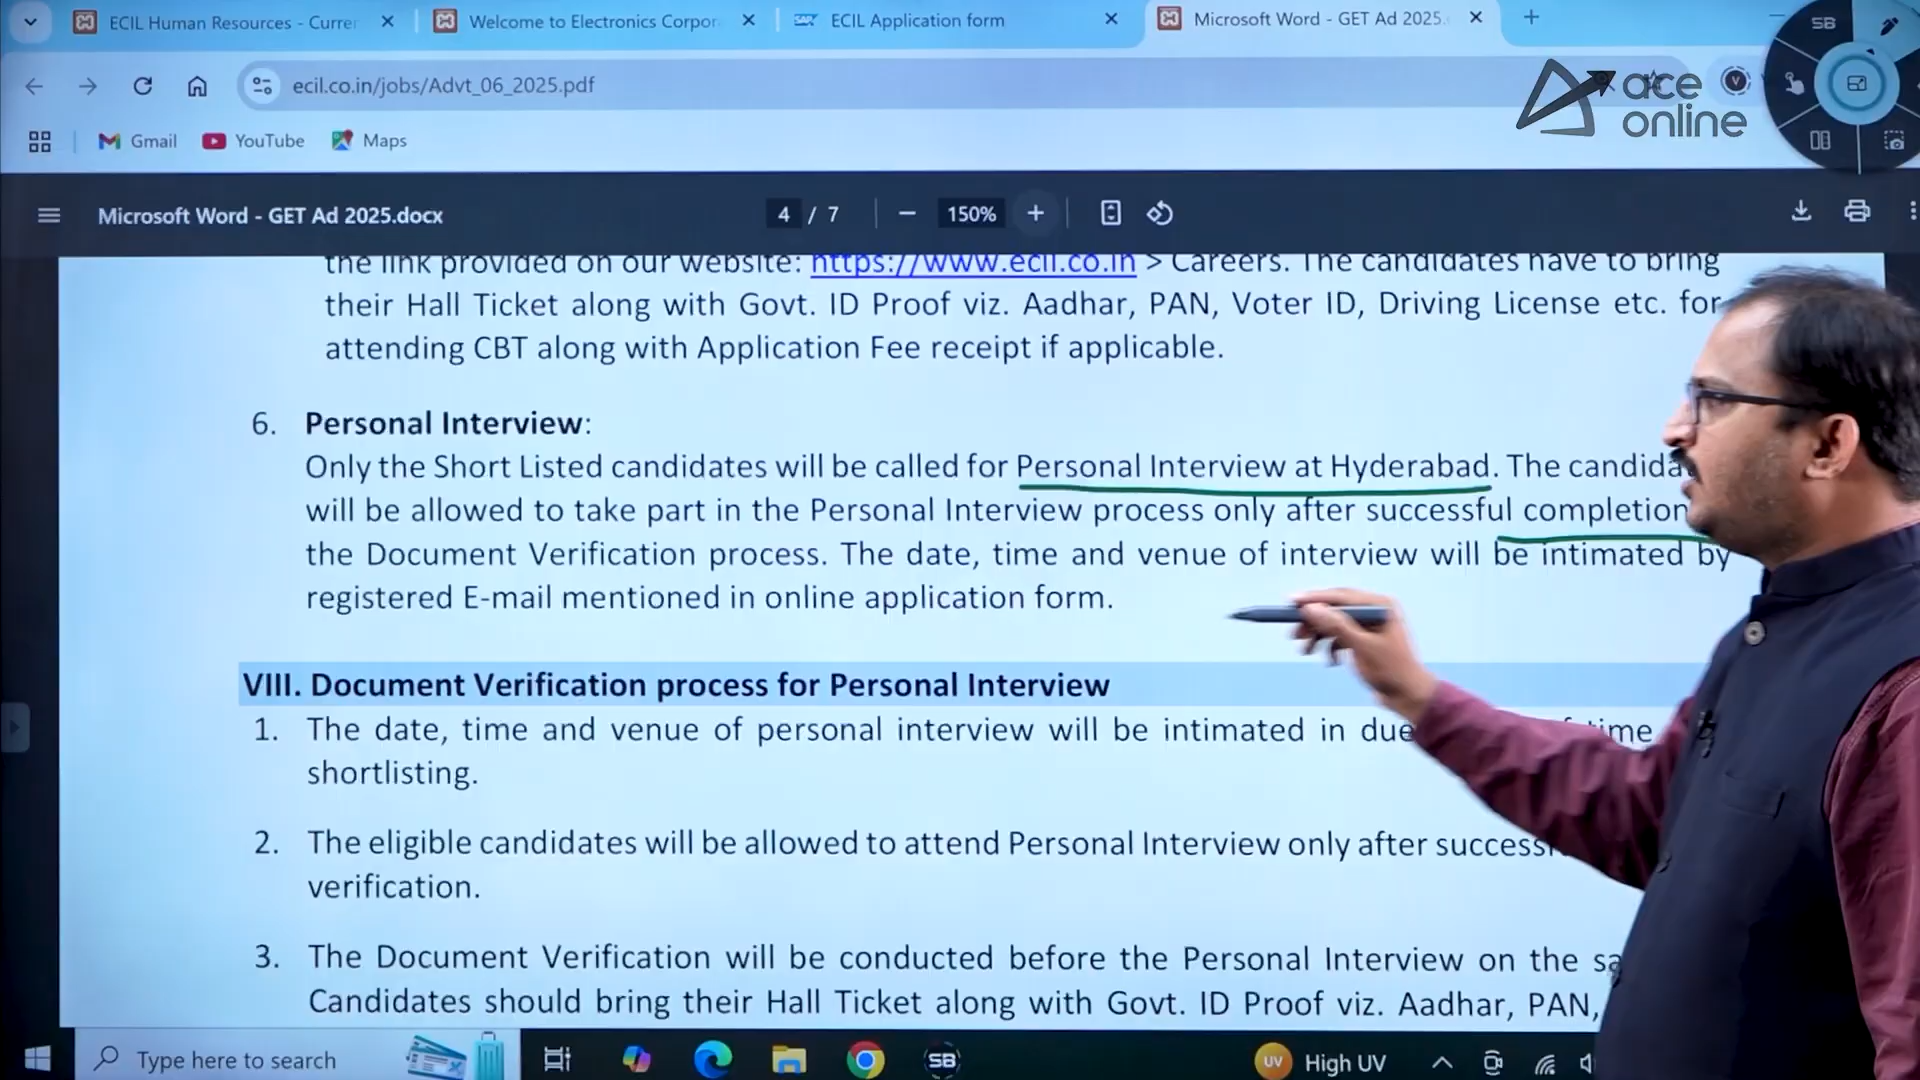 ECIL Human Resources - Currer
Welcome to Electronics Corpor
SAP ECIL Application form
Microsoft Word - GET Ad 2025.
SB
ecil.co.in/jobs/Advt_06_2025.pdf
V
ace
online
Gmail
YouTube
Maps
Microsoft Word - GET Ad 2025.docx
4 / 7
150%
the link provided on our website: https://www.ecil.co.in > Careers. The candidates have to bring
their Hall Ticket along with Govt. ID Proof viz. Aadhar, PAN, Voter ID, Driving License etc. for
attending CBT along with Application Fee receipt if applicable.
6. Personal Interview:
Only the Short Listed candidates will be called for Personal Interview at Hyderabad. The candida
will be allowed to take part in the Personal Interview process only after successful completion
the Document Verification process. The date, time and venue of interview will be intimated by
registered E-mail mentioned in online application form.
VIII. Document Verification process for Personal Interview
1. The date, time and venue of personal interview will be intimated in due time
shortlisting.
2. The eligible candidates will be allowed to attend Personal Interview only after success
verification.
3. The Document Verification will be conducted before the Personal Interview on the sa
Candidates should bring their Hall Ticket along with Govt. ID Proof viz. Aadhar, PAN,
Type here to search
SB
UV
High UV